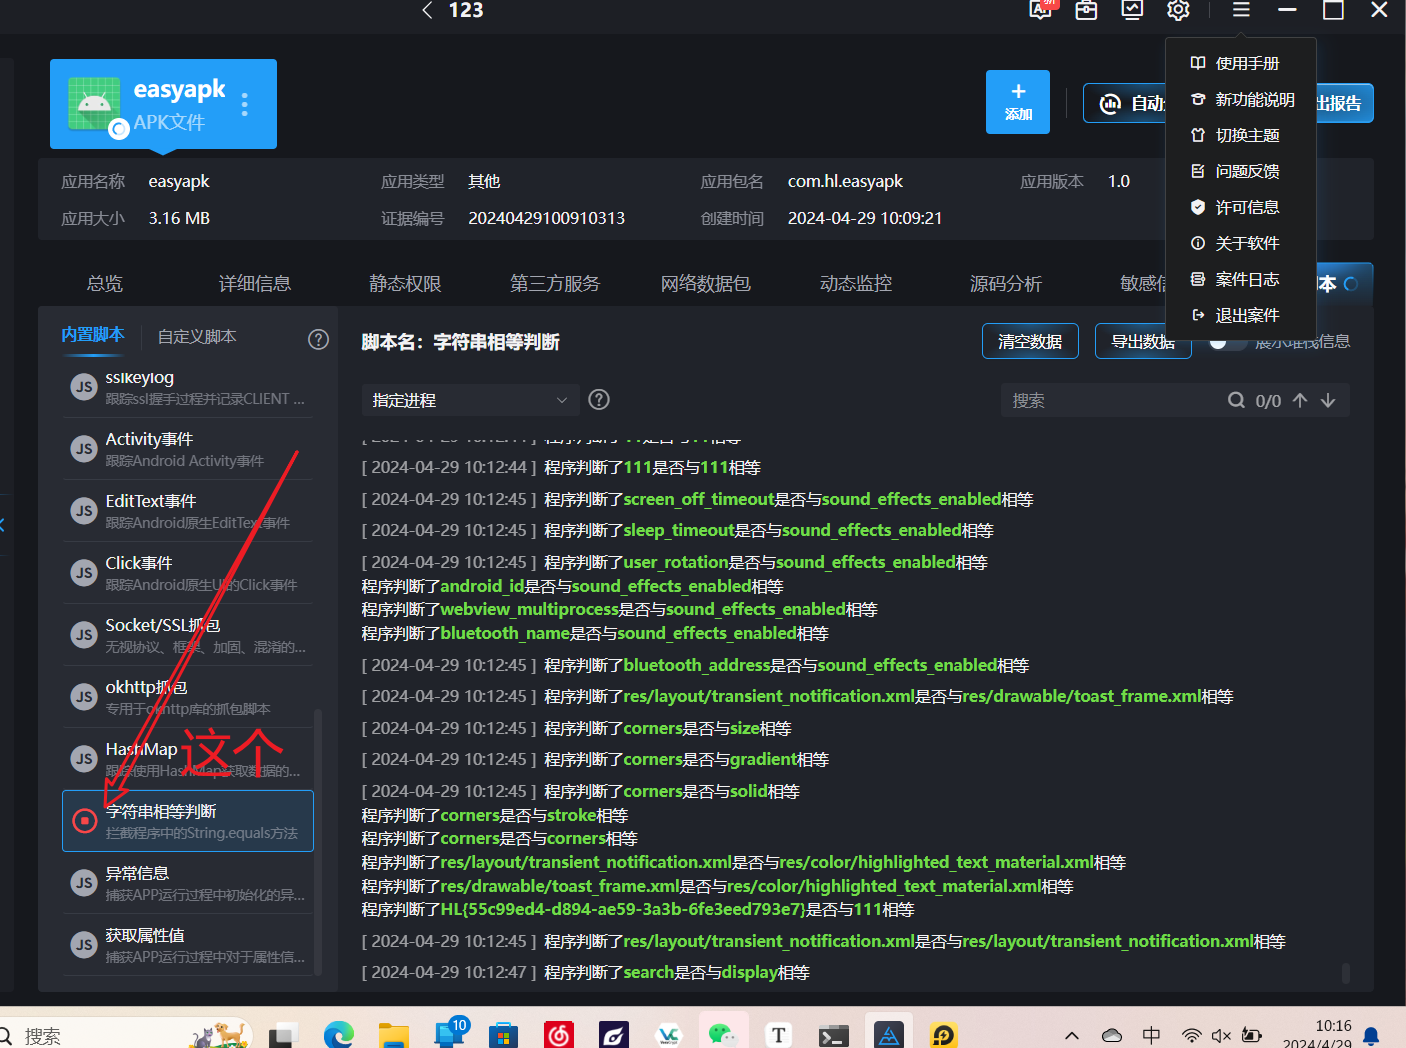 123
easyapk
APK文件
添加
自动
出报告
使用手册
新功能说明
切换主题
问题反馈
许可信息
关于软件
案件日志
退出案件
应用名称 easyapk 应用类型 其他 应用包名 com.hl.easyapk 应用版本 1.0
应用大小 3.16 MB 证据编号 20240429100910313 创建时间 2024-04-29 10:09:21
总览 详细信息 静态权限 第三方服务 网络数据包 动态监控 源码分析 敏感信 本
内置脚本 自定义脚本
sslkeylog
跟踪ssl握手过程并记录CLIENT ...
Activity事件
跟踪Android Activity事件
EditText事件
跟踪Android原生EditText事件
Click事件
跟踪Android原生UI的Click事件
Socket/SSL抓包
无视协议、框架、加固、混淆的...
okhttp抓包
专用于okhttp库的抓包脚本
HashMap
跟踪使用HashMap获取数据的...
这个
字符串相等判断
拦截程序中的String.equals方法
异常信息
捕获APP运行过程中初始化的异...
获取属性值
捕获APP运行过程中对于属性信...
脚本名：字符串相等判断 清空数据 导出数据 展示堆栈信息
指定进程 搜索 0/0
[ 2024-04-29 10:12:44 ] 程序判断了111是否与111相等
[ 2024-04-29 10:12:45 ] 程序判断了screen_off_timeout是否与sound_effects_enabled相等
[ 2024-04-29 10:12:45 ] 程序判断了sleep_timeout是否与sound_effects_enabled相等
[ 2024-04-29 10:12:45 ] 程序判断了user_rotation是否与sound_effects_enabled相等
程序判断了android_id是否与sound_effects_enabled相等
程序判断了webview_multiprocess是否与sound_effects_enabled相等
程序判断了bluetooth_name是否与sound_effects_enabled相等
[ 2024-04-29 10:12:45 ] 程序判断了bluetooth_address是否与sound_effects_enabled相等
[ 2024-04-29 10:12:45 ] 程序判断了res/layout/transient_notification.xml是否与res/drawable/toast_frame.xml相等
[ 2024-04-29 10:12:45 ] 程序判断了corners是否与size相等
[ 2024-04-29 10:12:45 ] 程序判断了corners是否与gradient相等
[ 2024-04-29 10:12:45 ] 程序判断了corners是否与solid相等
程序判断了corners是否与stroke相等
程序判断了corners是否与corners相等
程序判断了res/layout/transient_notification.xml是否与res/color/highlighted_text_material.xml相等
程序判断了res/drawable/toast_frame.xml是否与res/color/highlighted_text_material.xml相等
程序判断了HL{55c99ed4-d894-ae59-3a3b-6fe3eed793e7}是否与111相等
[ 2024-04-29 10:12:45 ] 程序判断了res/layout/transient_notification.xml是否与res/layout/transient_notification.xml相等
[ 2024-04-29 10:12:47 ] 程序判断了search是否与display相等
搜索 10 中 10:16
2024/4/29